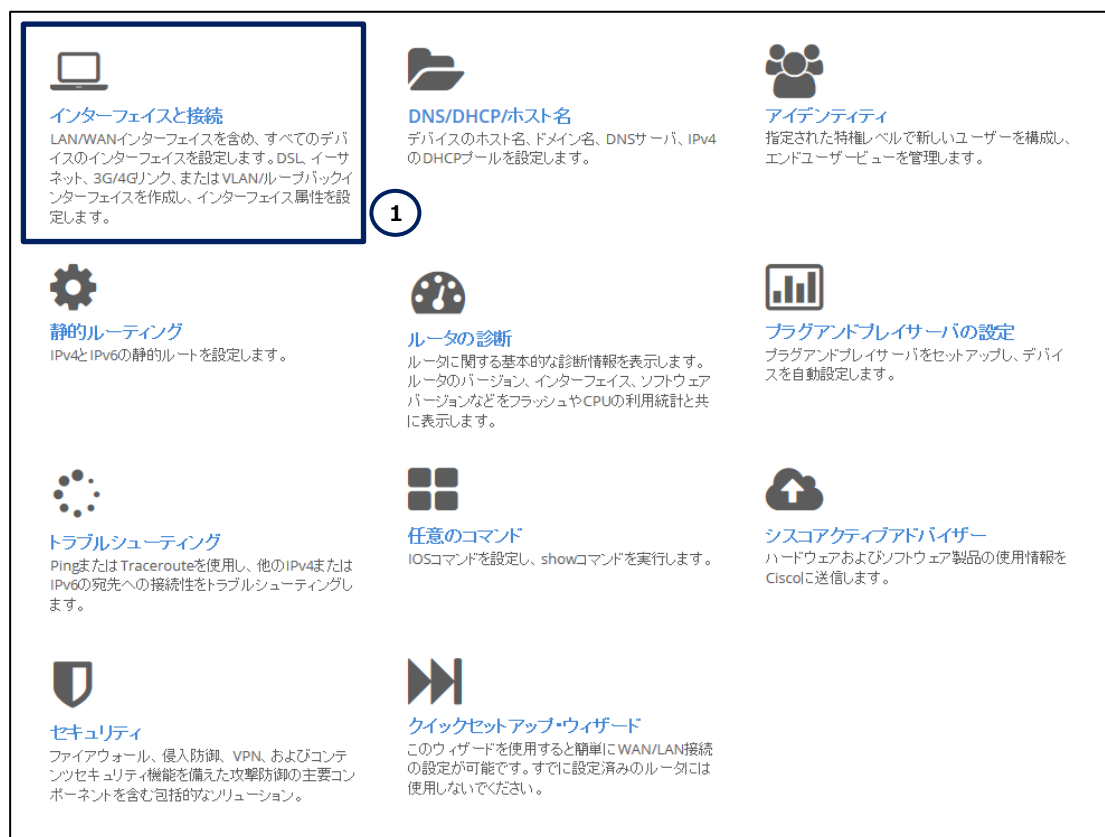 インターフェイスと接続
LAN/WANインターフェイスを含め、すべてのデバ
イスのインターフェイスを設定します。DSL、イーサ
ネット、3G/4Gリンク、またはVLAN/ループバックイ
ンターフェイスを作成し、インターフェイス属性を設
定します。
1
DNS/DHCP/ホスト名
デバイスのホスト名、ドメイン名、DNSサーバ、IPv4
のDHCPプールを設定します。
アイデンティティ
指定された特権レベルで新しいユーザーを構成し、
エンドユーザービューを管理します。
静的ルーティング
IPv4とIPv6の静的ルートを設定します。
ルータの診断
ルータに関する基本的な診断情報を表示します。
ルータのバージョン、インターフェイス、ソフトウェア
バージョンなどをフラッシュやCPUの利用統計と共
に表示します。
プラグアンドプレイサーバの設定
プラグアンドプレイサーバをセットアップし、デバイ
スを自動設定します。
トラブルシューティング
PingまたはTracerouteを使用し、他のIPv4または
IPv6の宛先への接続性をトラブルシューティングし
ます。
任意のコマンド
IOSコマンドを設定し、showコマンドを実行します。
シスコアクティブアドバイザー
ハードウェアおよびソフトウェア製品の使用情報を
Ciscoに送信します。
セキュリティ
ファイアウォール、侵入防御、VPN、およびコンテ
ンツセキュリティ機能を備えた攻撃防御の主要コン
ポーネントを含む包括的なソリューション。
クイックセットアップ・ウィザード
このウィザードを使用すると簡単にWAN/LAN接続
の設定が可能です。すでに設定済みのルータには
使用しないでください。